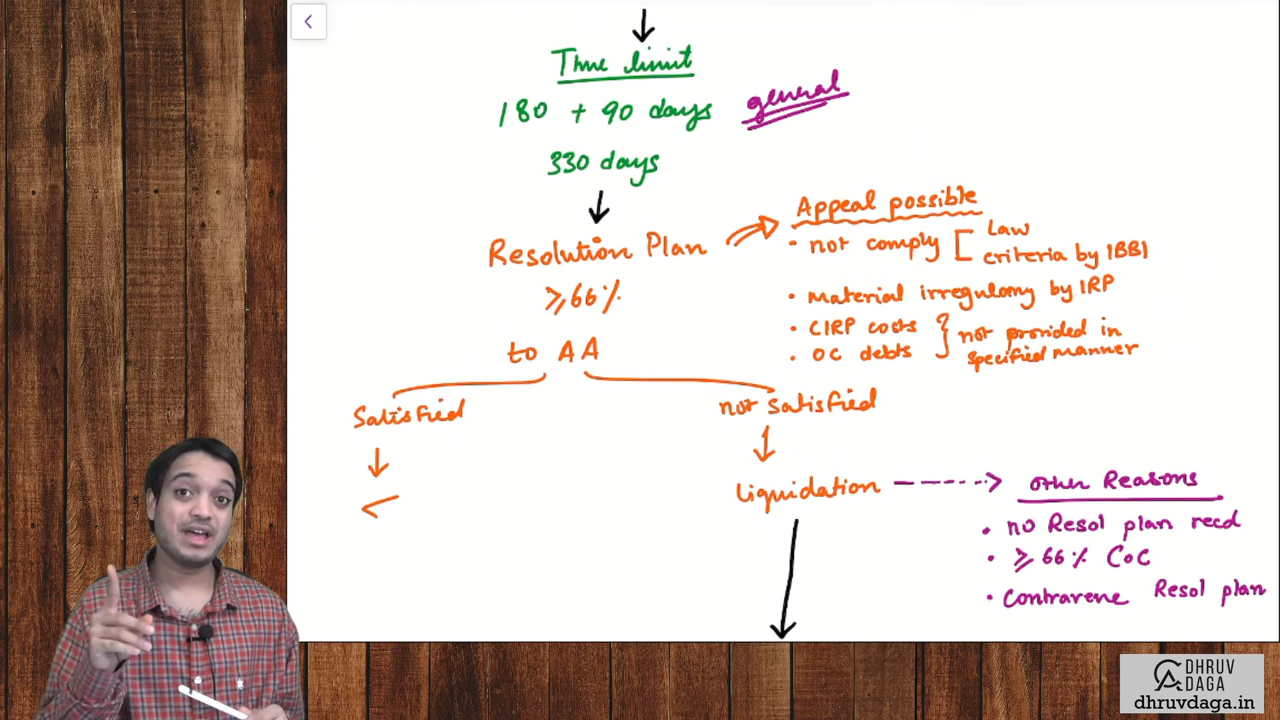 Time limit
180 + 90 days general
330 days
Resolution Plan
≥66%
to AA
Appeal possible
• not comply [ Law
criteria by IBBI
• Material irregularity by IRP
• CIRP costs } not provided in
• OC debts specified manner
Satisfied
not satisfied
Liquidation
other Reasons
• no Resol plan recd
• ≥66% CoC
• Contravene Resol plan
DHRUV
DAGA
dhruvdaga.in